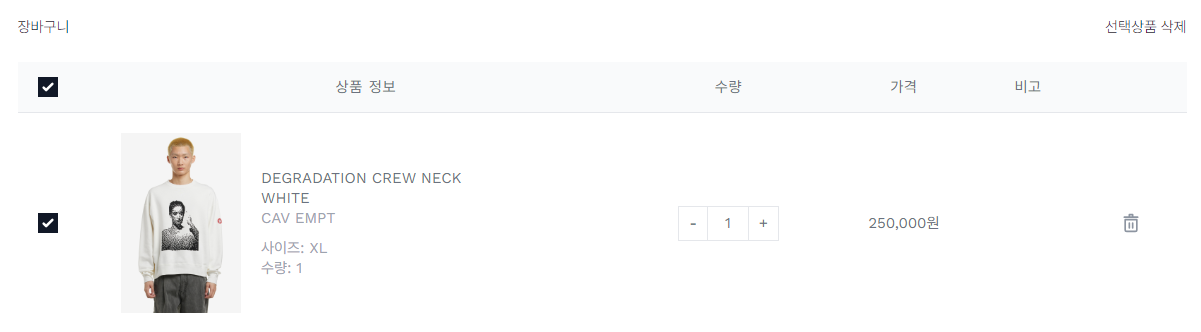 장바구니
선택상품 삭제
상품 정보
수량
가격
비고
DEGRADATION CREW NECK
WHITE
CAV EMPT
사이즈: XL
수량: 1
- 1 +
250,000원